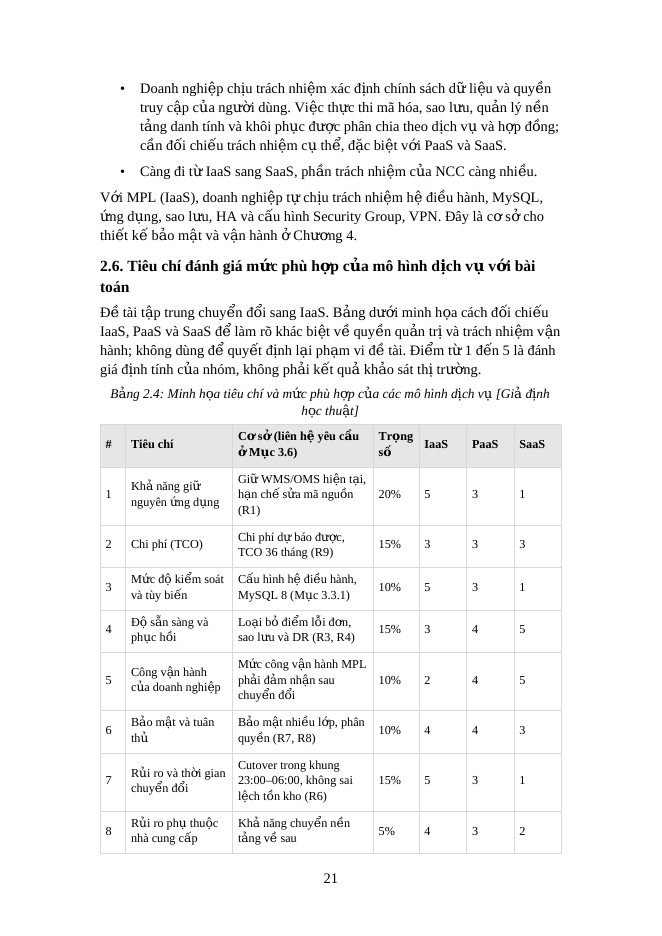 • Doanh nghiệp chịu trách nhiệm xác định chính sách dữ liệu và quyền
truy cập của người dùng. Việc thực thi mã hóa, sao lưu, quản lý nền
tảng danh tính và khôi phục được phân chia theo dịch vụ và hợp đồng;
cần đối chiếu trách nhiệm cụ thể, đặc biệt với PaaS và SaaS.
• Càng đi từ IaaS sang SaaS, phần trách nhiệm của NCC càng nhiều.
Với MPL (IaaS), doanh nghiệp tự chịu trách nhiệm hệ điều hành, MySQL,
ứng dụng, sao lưu, HA và cấu hình Security Group, VPN. Đây là cơ sở cho
thiết kế bảo mật và vận hành ở Chương 4.
2.6. Tiêu chí đánh giá mức phù hợp của mô hình dịch vụ với bài
toán
Đề tài tập trung chuyển đổi sang IaaS. Bảng dưới minh họa cách đối chiếu
IaaS, PaaS và SaaS để làm rõ khác biệt về quyền quản trị và trách nhiệm vận
hành; không dùng để quyết định lại phạm vi đề tài. Điểm từ 1 đến 5 là đánh
giá định tính của nhóm, không phải kết quả khảo sát thị trường.
Bảng 2.4: Minh họa tiêu chí và mức phù hợp của các mô hình dịch vụ [Giả định
học thuật]
# Tiêu chí Cơ sở (liên hệ yêu cầu ở Mục 3.6) Trọng số IaaS PaaS SaaS
1 Khả năng giữ nguyên ứng dụng Giữ WMS/OMS hiện tại, hạn chế sửa mã nguồn (R1) 20% 5 3 1
2 Chi phí (TCO) Chi phí dự báo được, TCO 36 tháng (R9) 15% 3 3 3
3 Mức độ kiểm soát và tùy biến Cấu hình hệ điều hành, MySQL 8 (Mục 3.3.1) 10% 5 3 1
4 Độ sẵn sàng và phục hồi Loại bỏ điểm lỗi đơn, sao lưu và DR (R3, R4) 15% 3 4 5
5 Công vận hành của doanh nghiệp Mức công vận hành MPL phải đảm nhận sau chuyển đổi 10% 2 4 5
6 Bảo mật và tuân thủ Bảo mật nhiều lớp, phân quyền (R7, R8) 10% 4 4 3
7 Rủi ro và thời gian chuyển đổi Cutover trong khung 23:00–06:00, không sai lệch tồn kho (R6) 15% 5 3 1
8 Rủi ro phụ thuộc nhà cung cấp Khả năng chuyển nền tảng về sau 5% 4 3 2
21